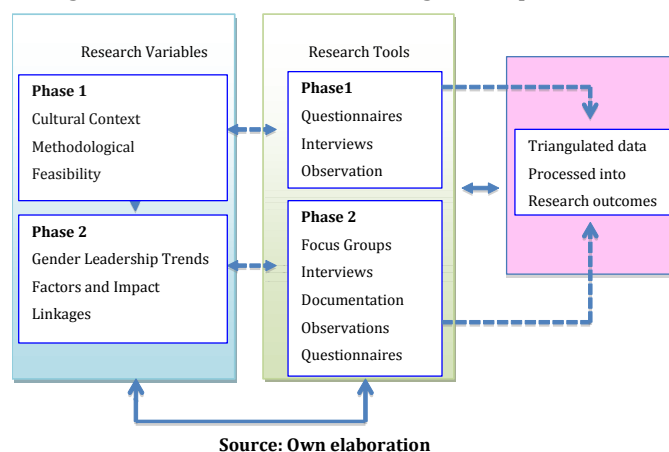 Research Variables
Phase 1
Cultural Context
Methodological
Feasibility
Phase 2
Gender Leadership Trends
Factors and Impact
Linkages
Research Tools
Phase1
Questionnaires
Interviews
Observation
Phase 2
Focus Groups
Interviews
Documentation
Observations
Questionnaires
Triangulated data
Processed into
Research outcomes
Source: Own elaboration